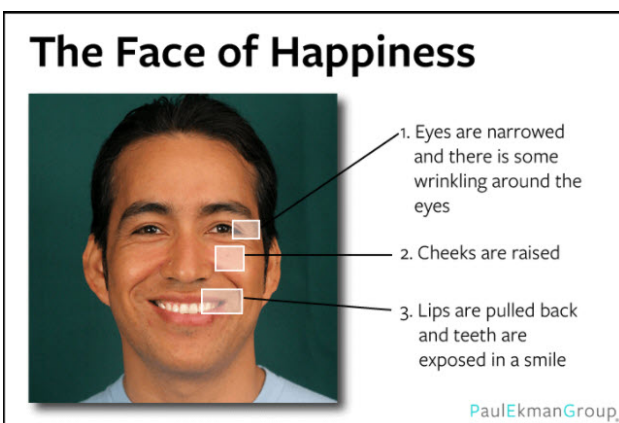 The Face of Happiness
1. Eyes are narrowed
and there is some
wrinkling around the
eyes
2. Cheeks are raised
3. Lips are pulled back
and teeth are
exposed in a smile
PaulEkmanGroup®